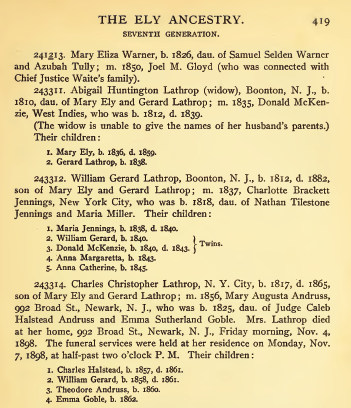 THE ELY ANCESTRY. 419
SEVENTH GENERATION.
241213. Mary Eliza Warner, b. 1826, dau. of Samuel Selden Warner
and Azubah Tully; m. 1850, Joel M. Gloyd (who was connected with
Chief Justice Waite's family).
243311. Abigail Huntington Lathrop (widow), Boonton, N. J., b.
1810, dau. of Mary Ely and Gerard Lathrop; m. 1835, Donald McKen-
zie, West Indies, who was b. 1812, d. 1839.
(The widow is unable to give the names of her husband's parents.)
Their children:
1. Mary Ely, b. 1836, d. 1859.
2. Gerard Lathrop, b. 1838.
243312. William Gerard Lathrop, Boonton, N. J., b. 1812, d. 1882,
son of Mary Ely and Gerard Lathrop; m. 1837, Charlotte Brackett
Jennings, New York City, who was b. 1818, dau. of Nathan Tilestone
Jennings and Maria Miller. Their children:
1. Maria Jennings, b. 1838, d. 1840.
2. William Gerard, b. 1840.
3. Donald McKenzie, b. 1840, d. 1843. } Twins.
4. Anna Margaretta, b. 1843.
5. Anna Catherine, b. 1845.
243314. Charles Christopher Lathrop, N. Y. City, b. 1817, d. 1865,
son of Mary Ely and Gerard Lathrop; m. 1856, Mary Augusta Andruss,
992 Broad St., Newark, N. J., who was b. 1825, dau. of Judge Caleb
Halstead Andruss and Emma Sutherland Goble. Mrs. Lathrop died
at her home, 992 Broad St., Newark, N. J., Friday morning, Nov. 4,
1898. The funeral services were held at her residence on Monday, Nov.
7, 1898, at half-past two o'clock P. M. Their children:
1. Charles Halstead, b. 1857, d. 1861.
2. William Gerard, b. 1858, d. 1861.
3. Theodore Andruss, b. 1860.
4. Emma Goble, b. 1862.